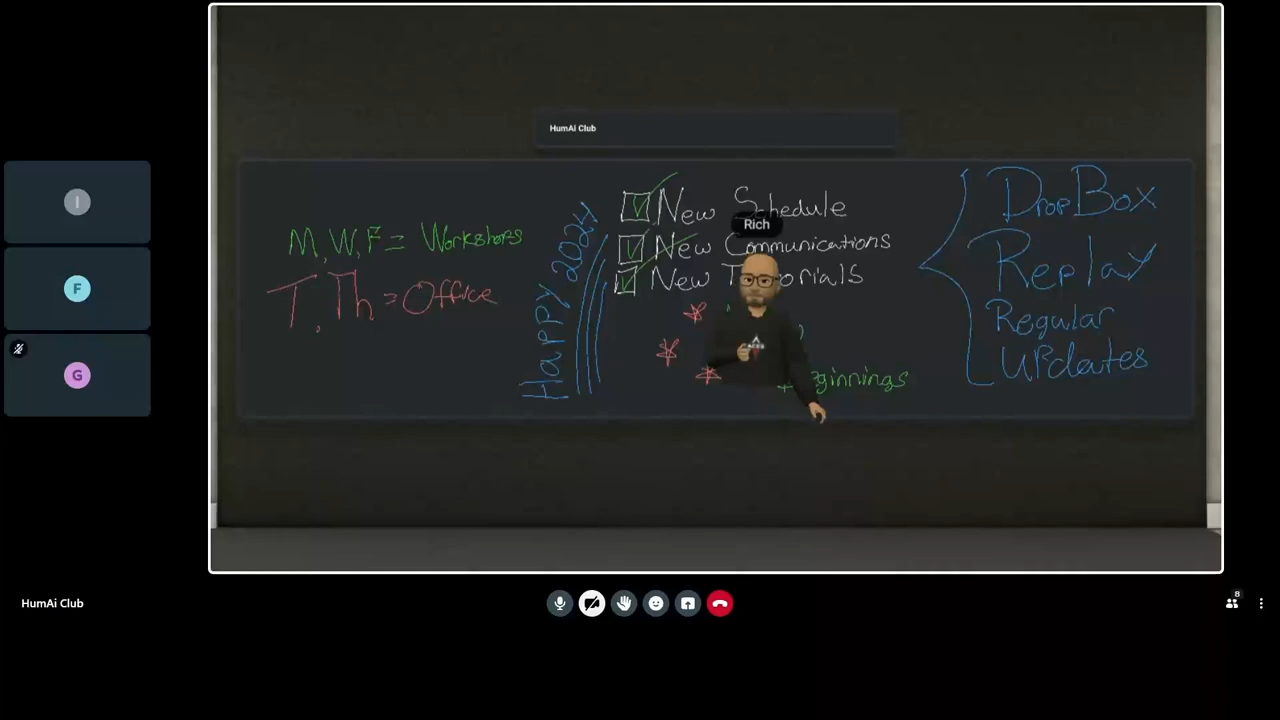 HumAi Club
M, W, F = Workshops
T, Th = Office
Happy 2024
New Schedule
Rich
New Communications
New T orials
ginnings
DropBox
Replay
Regular
Updates
ACES
I
F
G
HumAi Club
8